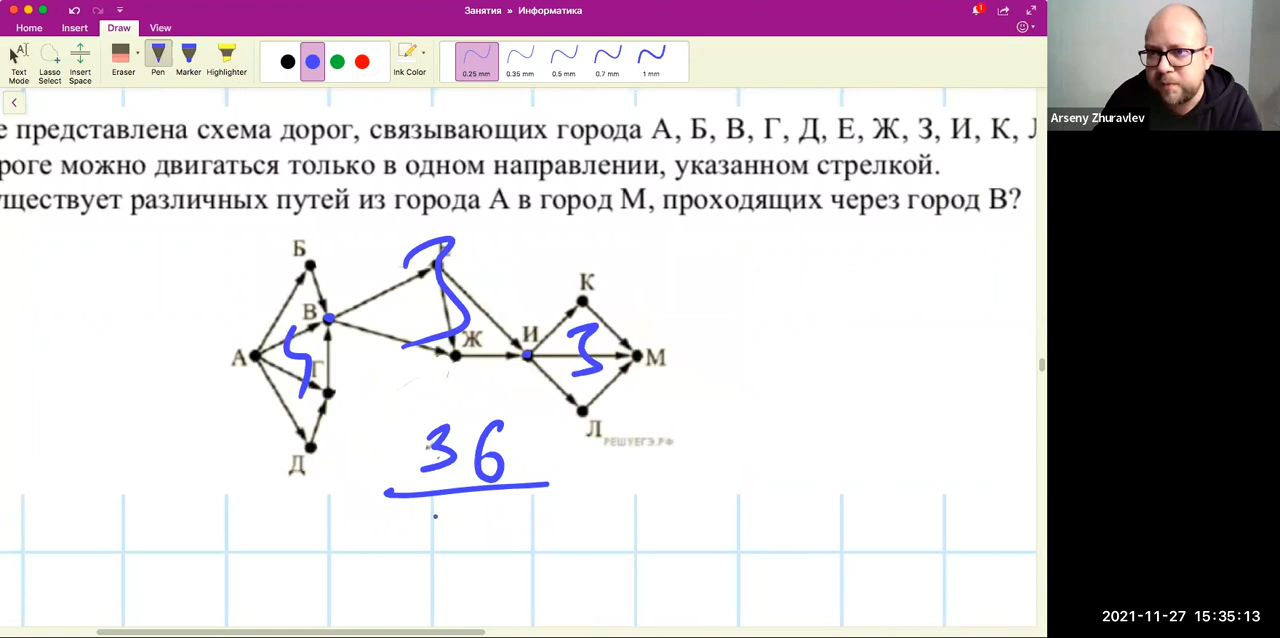 Занятия » Информатика
Home Insert Draw View
Text Mode
Lasso Select
Insert Space
Eraser
Pen
Marker
Highlighter
Ink Color
0.25 mm
0.35 mm
0.5 mm
0.7 mm
1 mm
1
Arseny Zhuravlev
е представлена схема дорог, связывающих города А, Б, В, Г, Д, Е, Ж, З, И, К,
роге можно двигаться только в одном направлении, указанном стрелкой.
уществует различных путей из города А в город М, проходящих через город В?
Б
К
В
3
И
Ж
3
А
Г
М
Л
РЕШУЕГЭ.РФ
Д
36
2021-11-27 15:35:13